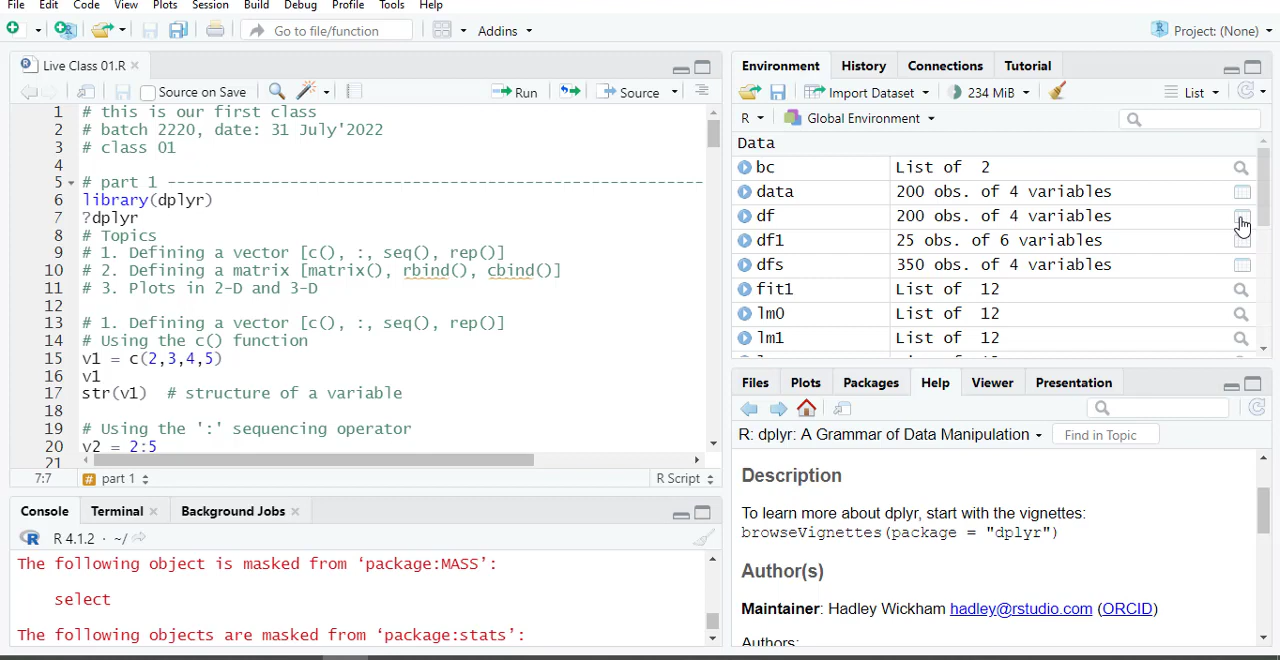 File Edit Code View Plots Session Build Debug Profile Tools Help
Go to file/function Addins Project: (None)
Live Class 01.R
Source on Save Run Source
1 # this is our first class
2 # batch 2220, date: 31 July'2022
3 # class 01
4
5 # part 1 ----------------------------------------------------------
6 library(dplyr)
7 ?dplyr
8 # Topics
9 # 1. Defining a vector [c(), :, seq(), rep()]
10 # 2. Defining a matrix [matrix(), rbind(), cbind()]
11 # 3. Plots in 2-D and 3-D
12
13 # 1. Defining a vector [c(), :, seq(), rep()]
14 # Using the c() function
15 v1 = c(2,3,4,5)
16 v1
17 str(v1) # structure of a variable
18
19 # Using the ':' sequencing operator
20 v2 = 2:5
21
7:7 # part 1 R Script
Console Terminal Background Jobs
R R 4.1.2 · ~/
The following object is masked from ‘package:MASS’:
select
The following objects are masked from ‘package:stats’:
Environment History Connections Tutorial
Import Dataset 234 MiB List
R Global Environment
Data
bc List of 2
data 200 obs. of 4 variables
df 200 obs. of 4 variables
df1 25 obs. of 6 variables
dfs 350 obs. of 4 variables
fit1 List of 12
lm0 List of 12
lm1 List of 12
Files Plots Packages Help Viewer Presentation
R: dplyr: A Grammar of Data Manipulation Find in Topic
Description
To learn more about dplyr, start with the vignettes:
browseVignettes(package = "dplyr")
Author(s)
Maintainer: Hadley Wickham hadley@rstudio.com (ORCID)
Authors: